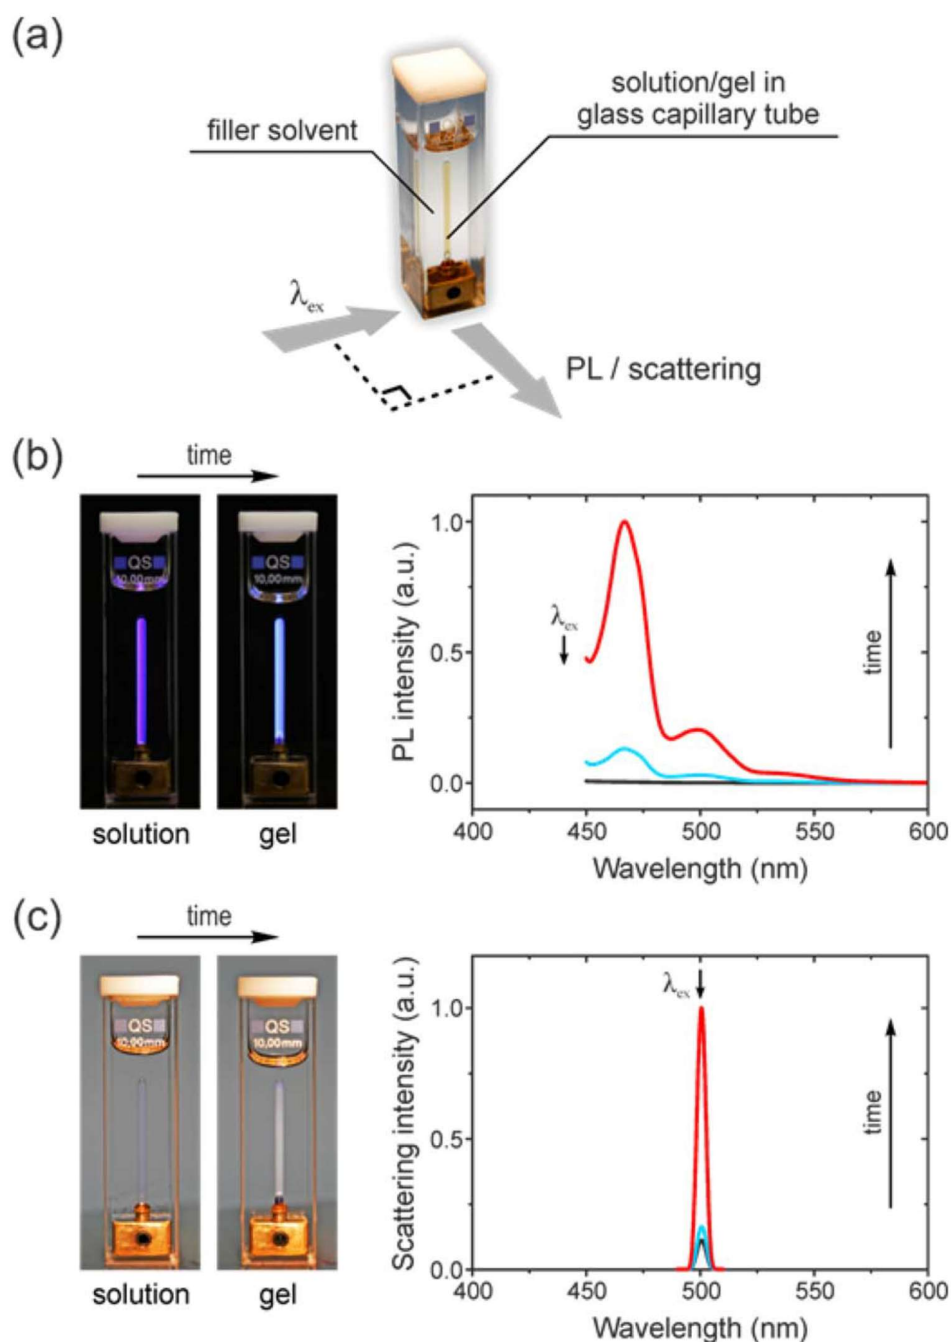 (a)
filler solvent
solution/gel in
glass capillary tube
λex
PL / scattering
(b)
time
QS
10,00mm
QS
10,00mm
solution
gel
PL intensity (a.u.)
1.0
0.5
0.0
λex
time
400
450
500
550
600
Wavelength (nm)
(c)
time
QS
10,00mm
QS
10,00mm
solution
gel
Scattering intensity (a.u.)
1.0
0.5
0.0
λex
time
400
450
500
550
600
Wavelength (nm)